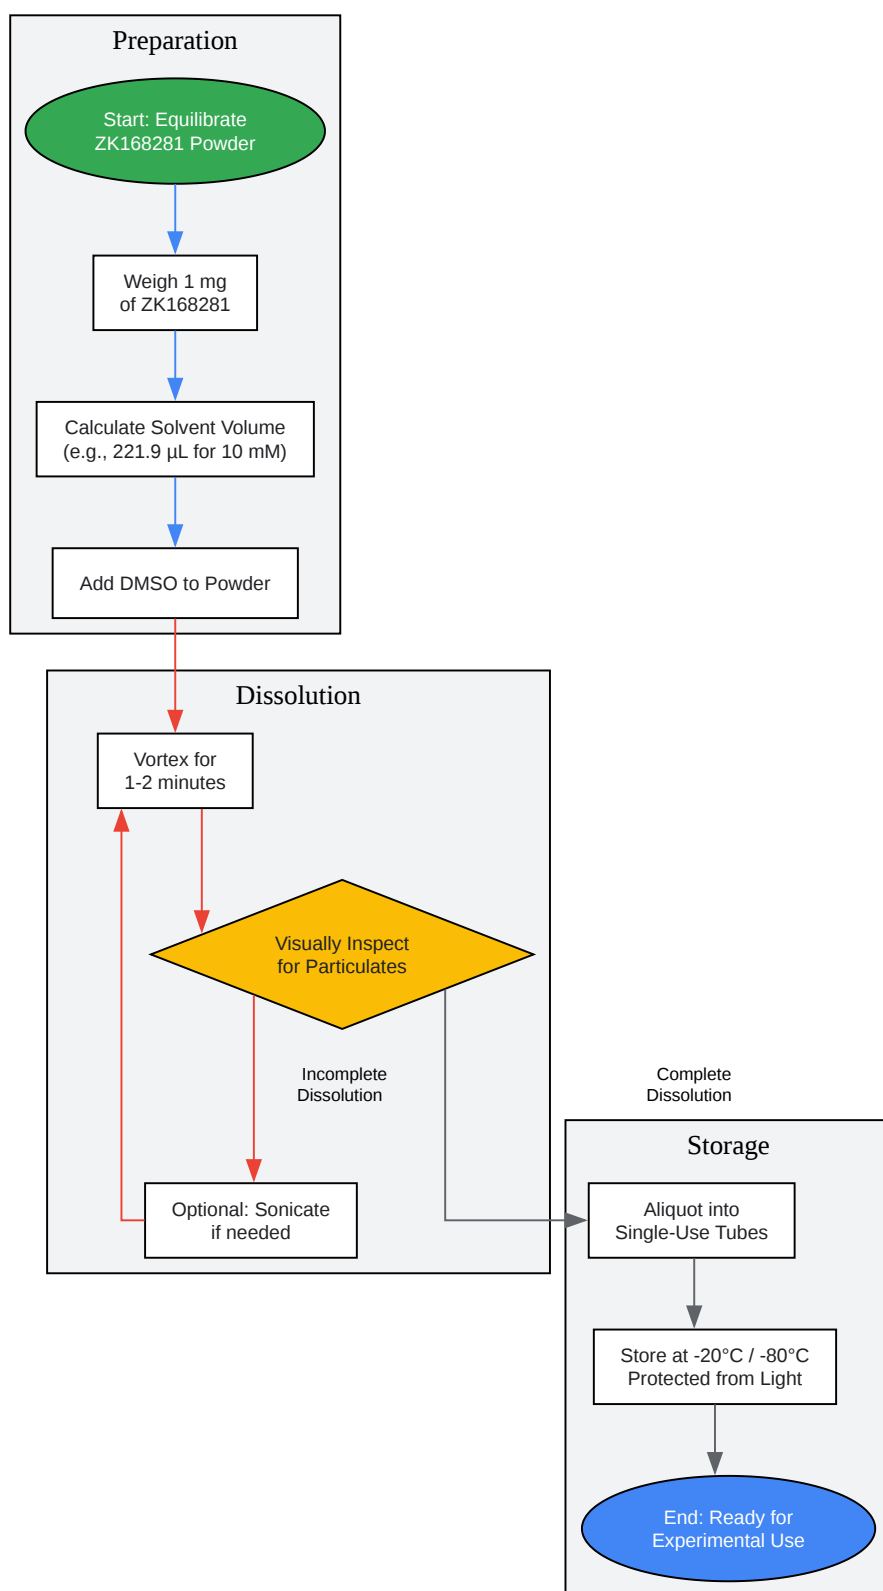 Preparation
Start: Equilibrate
ZK168281 Powder
Weigh 1 mg
of ZK168281
Calculate Solvent Volume
(e.g., 221.9 µL for 10 mM)
Add DMSO to Powder
Dissolution
Vortex for
1-2 minutes
Visually Inspect
for Particulates
Incomplete
Dissolution
Complete
Dissolution
Optional: Sonicate
if needed
Storage
Aliquot into
Single-Use Tubes
Store at -20°C / -80°C
Protected from Light
End: Ready for
Experimental Use